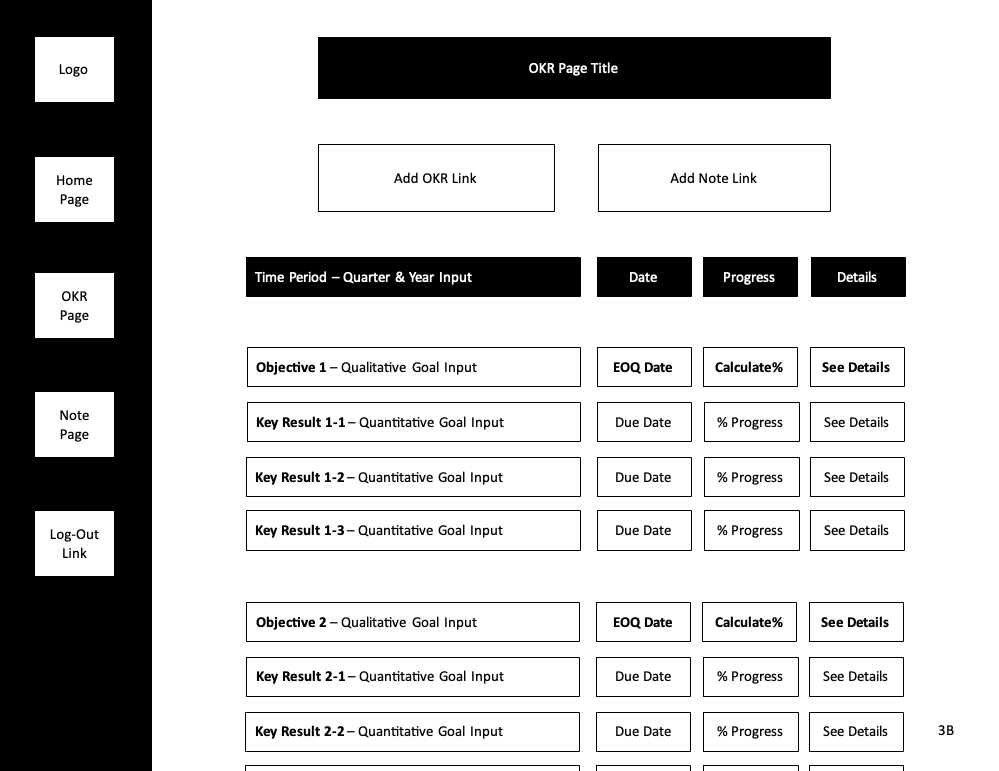 Logo
Home
Page
OKR
Page
Note
Page
Log-Out
Link
OKR Page Title
Add OKR Link
Add Note Link
Time Period – Quarter & Year Input Date Progress Details
Objective 1 – Qualitative Goal Input EOQ Date Calculate% See Details
Key Result 1-1 – Quantitative Goal Input Due Date % Progress See Details
Key Result 1-2 – Quantitative Goal Input Due Date % Progress See Details
Key Result 1-3 – Quantitative Goal Input Due Date % Progress See Details
Objective 2 – Qualitative Goal Input EOQ Date Calculate% See Details
Key Result 2-1 – Quantitative Goal Input Due Date % Progress See Details
Key Result 2-2 – Quantitative Goal Input Due Date % Progress See Details
3B